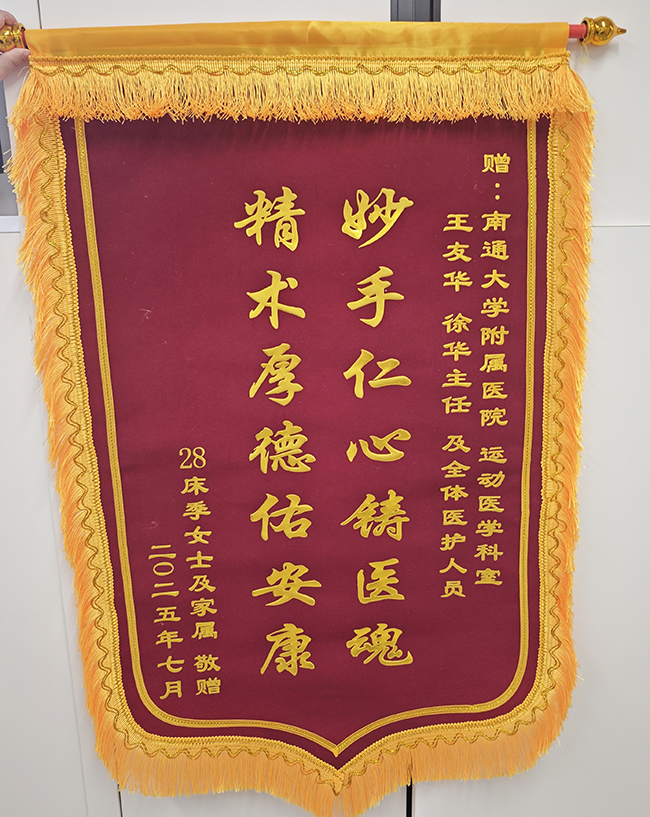 赠：南通大学附属医院 运动医学科室
王友华 徐华主任 及全体医护人员
妙手仁心铸医魂
精术厚德佑安康
28床季女士及家属 敬赠
二〇二五年七月